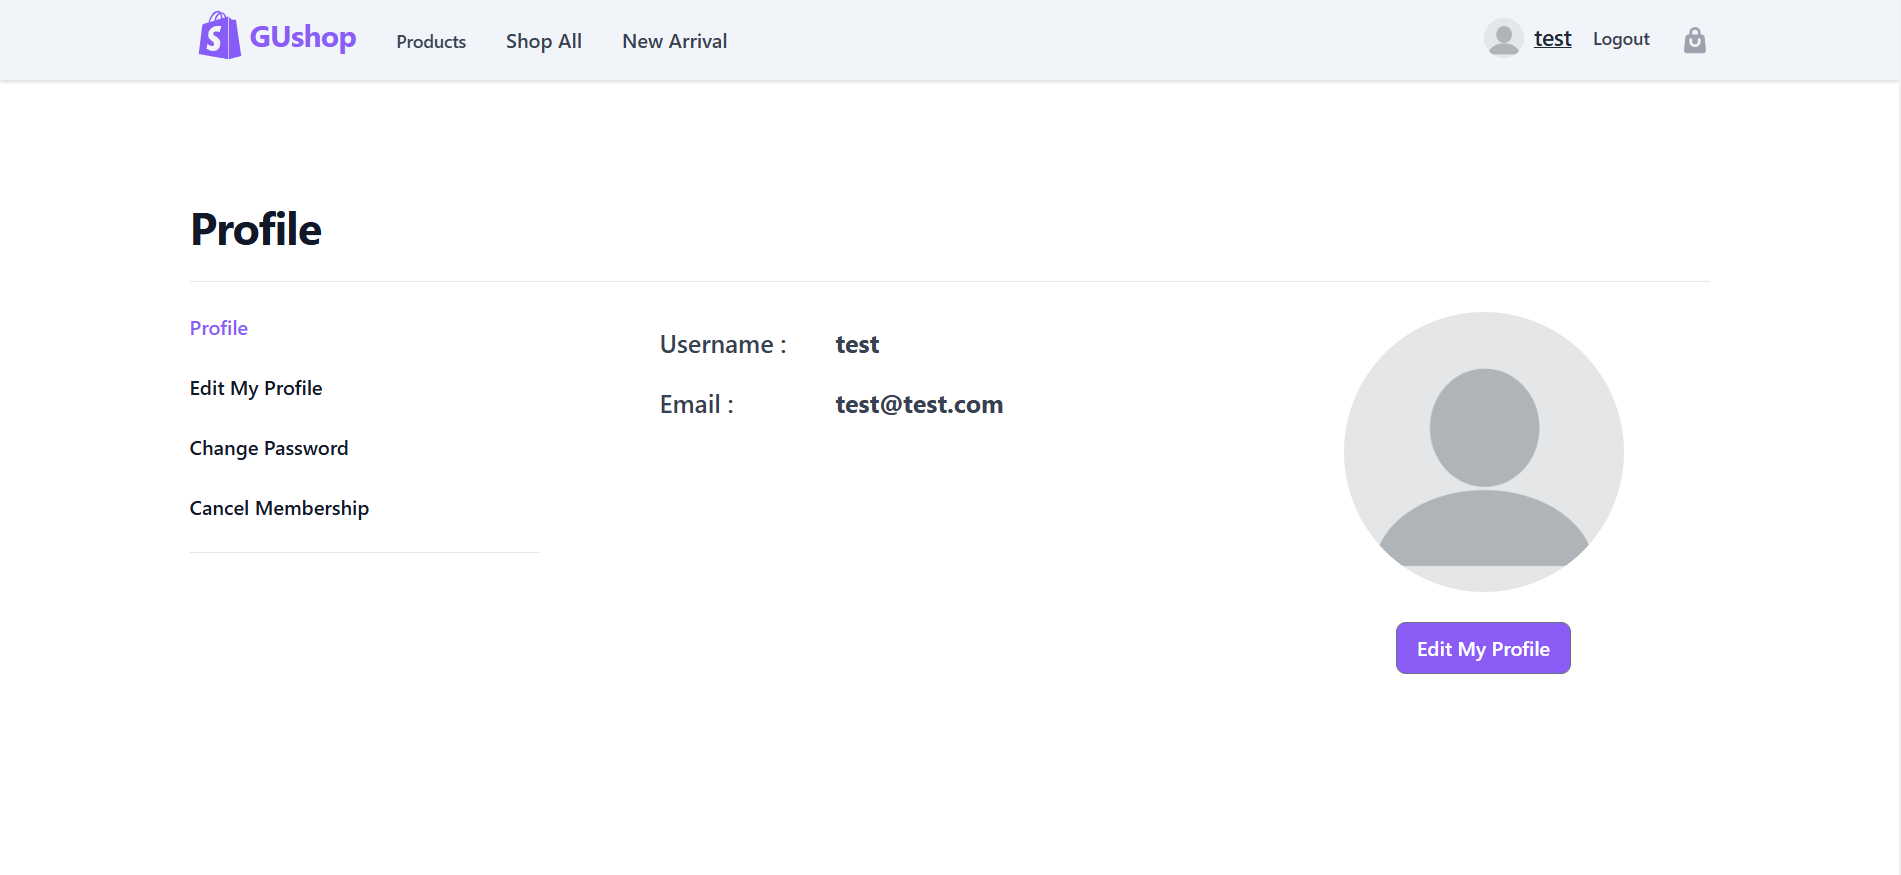 GUshop Products Shop All New Arrival test Logout
Profile
Profile
Edit My Profile
Change Password
Cancel Membership
Username : test
Email : test@test.com
Edit My Profile